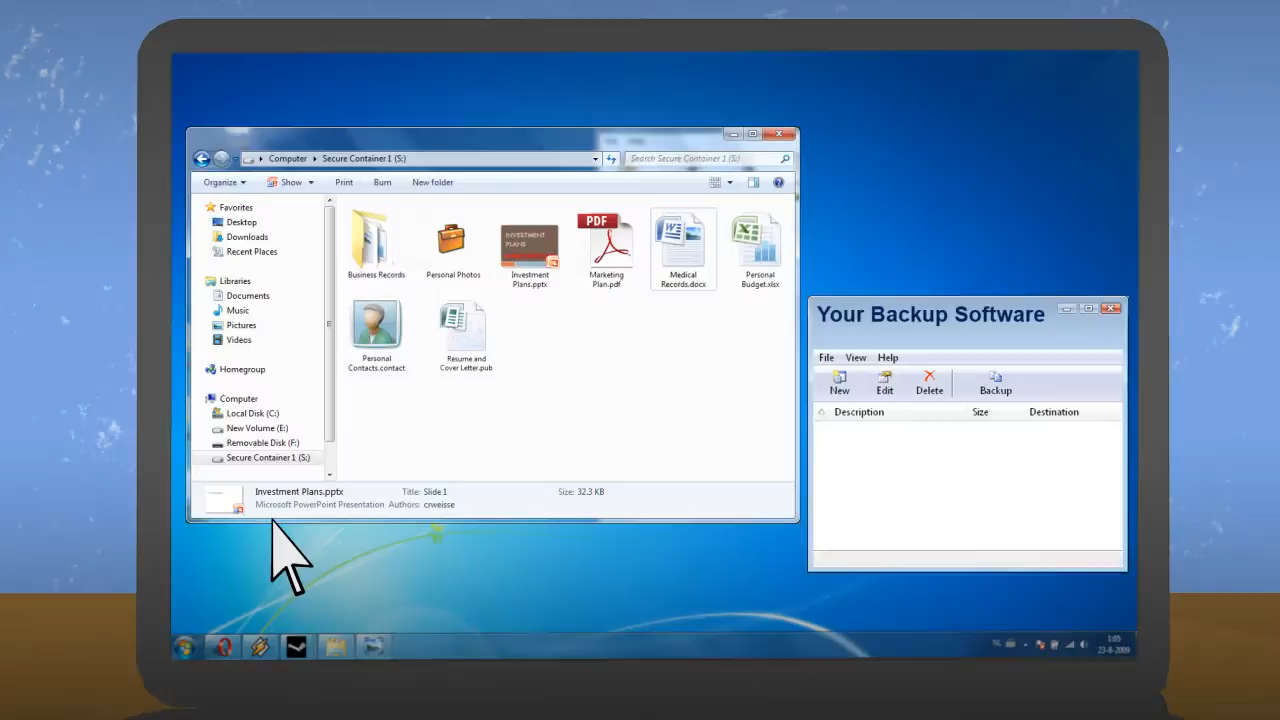 Computer
Secure Container 1 (S:)
Search Secure Container 1 (S:)
Organize
Show
Print
Burn
New folder
Favorites
Desktop
Downloads
Recent Places
Libraries
Documents
Music
Pictures
Videos
Homegroup
Computer
Local Disk (C:)
New Volume (E:)
Removable Disk (F:)
Secure Container 1 (S:)
Business Records
Personal Photos
INVESTMENT
PLANS
Investment
Plans.pptx
PDF
Marketing
Plan.pdf
Medical
Records.docx
Personal
Budget.xlsx
Personal
Contacts.contact
Resume and
Cover Letter.pub
Investment Plans.pptx
Title: Slide 1
Size: 32.3 KB
Microsoft PowerPoint Presentation
Authors: crweisse
Your Backup Software
File View Help
New Edit Delete Backup
Description Size Destination
NL
1:05
23-8-2009